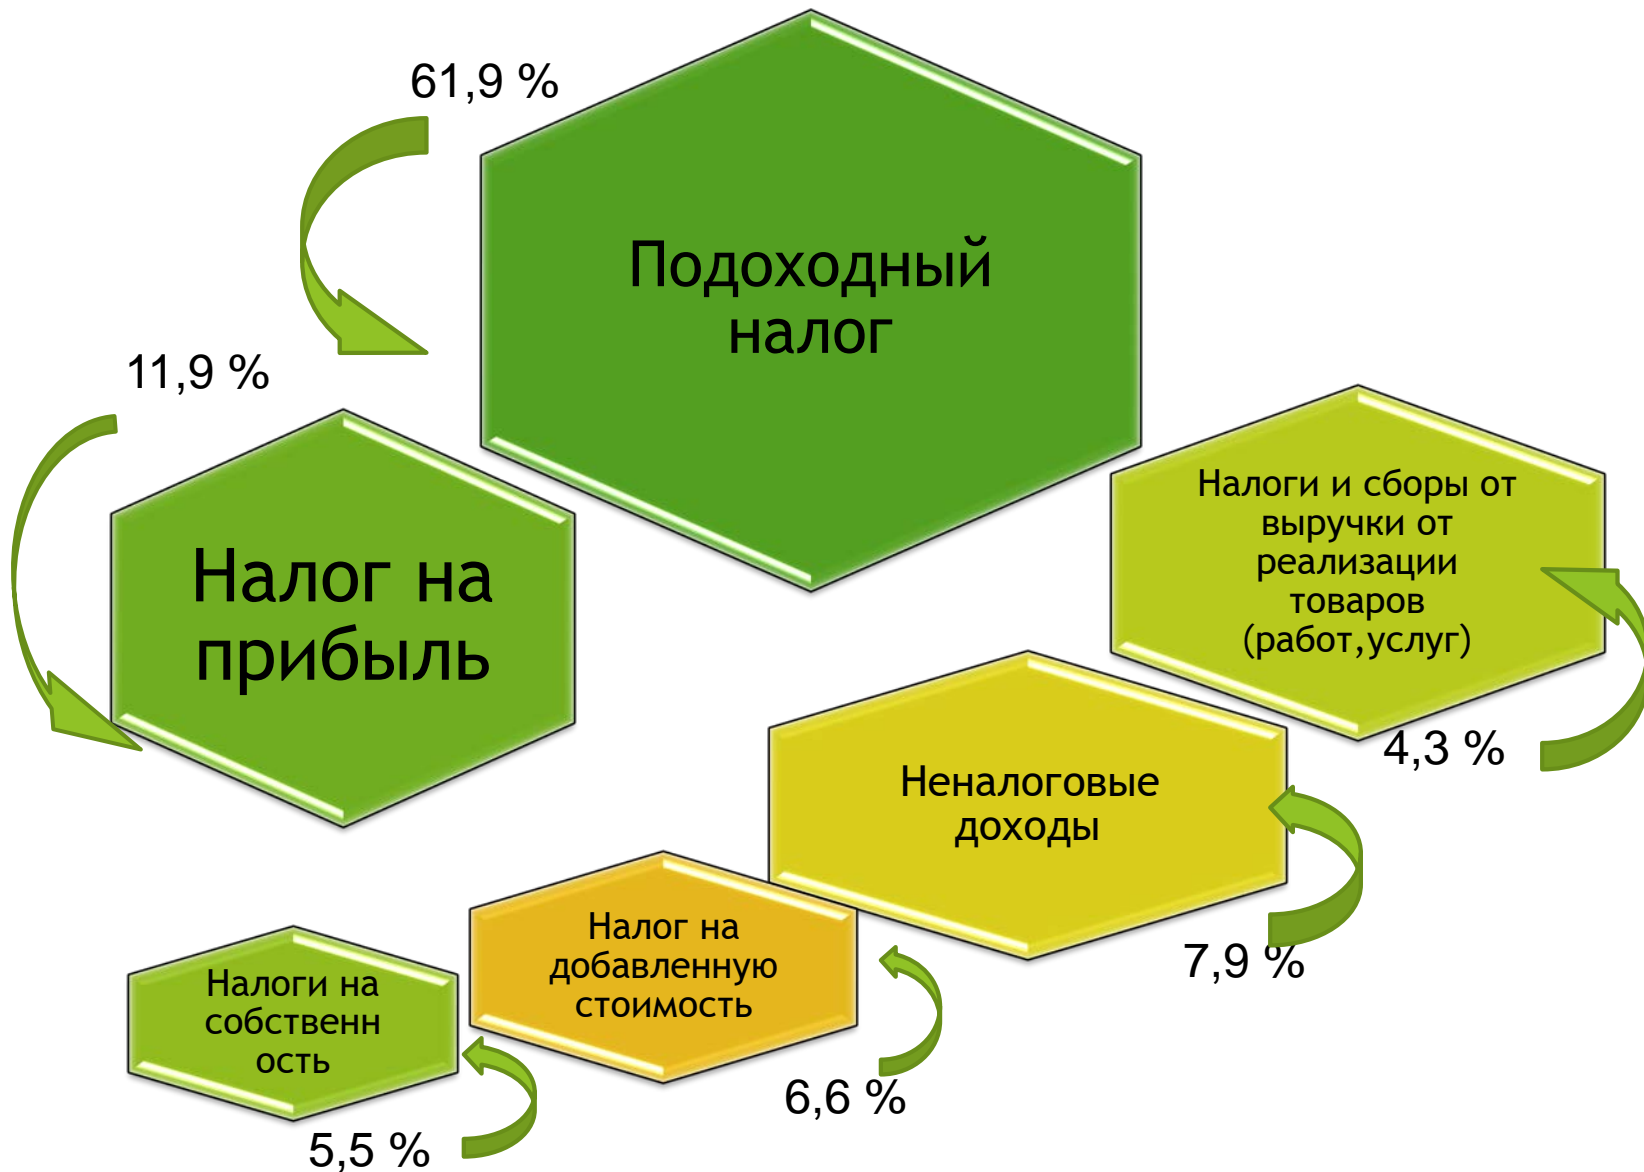 61,9 %
Подоходный
налог
11,9 %
Налог на
прибыль
Налоги и сборы от
выручки от
реализации
товаров
(работ,услуг)
4,3 %
Неналоговые
доходы
7,9 %
Налог на
добавленную
стоимость
6,6 %
Налоги на
собственн
ость
5,5 %